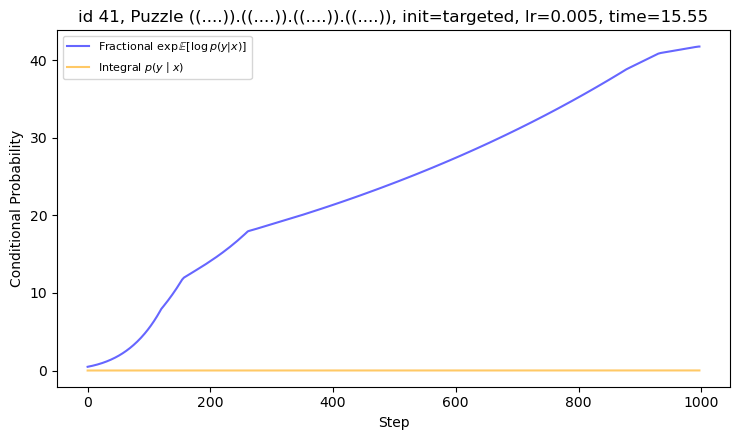 id 41, Puzzle ((....)).((....)).((....)).((....)), init=targeted, lr=0.005, time=15.55
Fractional exp𝔼[log p(y|x)]
Integral p(y | x)
Conditional Probability
40
30
20
10
0
0 200 400 600 800 1000
Step